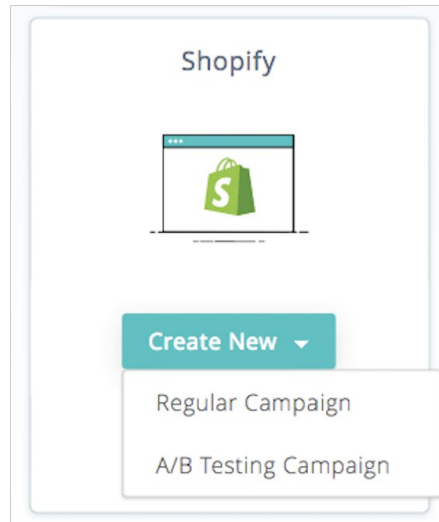 Shopify
S
Create New
Regular Campaign
A/B Testing Campaign